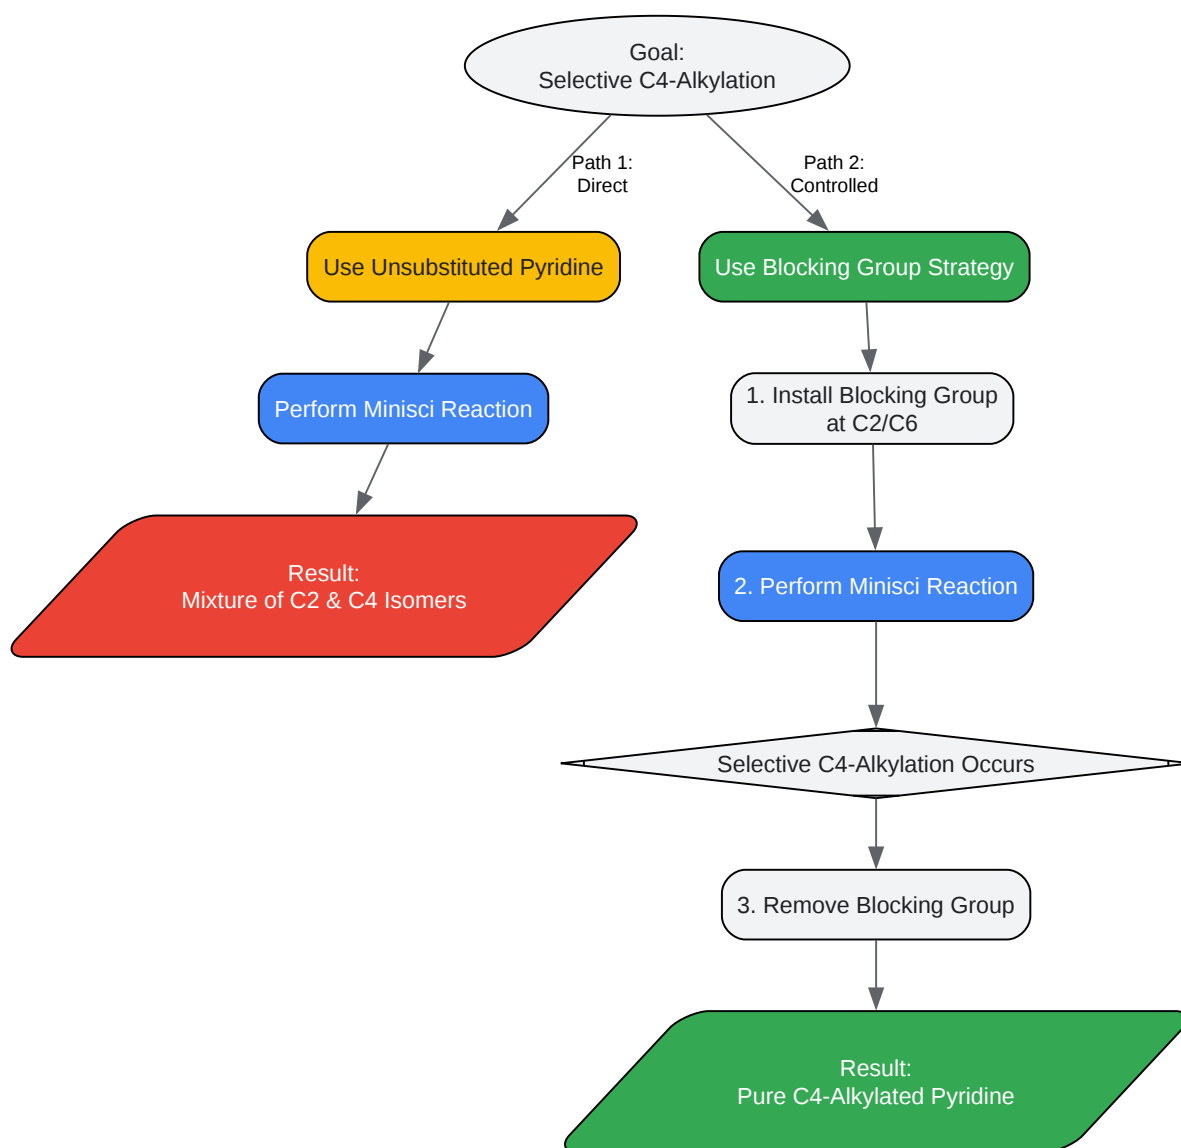 Goal:
Selective C4-Alkylation
Path 1:
Direct
Path 2:
Controlled
Use Unsubstituted Pyridine
Use Blocking Group Strategy
Perform Minisci Reaction
1. Install Blocking Group
at C2/C6
Result:
Mixture of C2 & C4 Isomers
2. Perform Minisci Reaction
Selective C4-Alkylation Occurs
3. Remove Blocking Group
Result:
Pure C4-Alkylated Pyridine